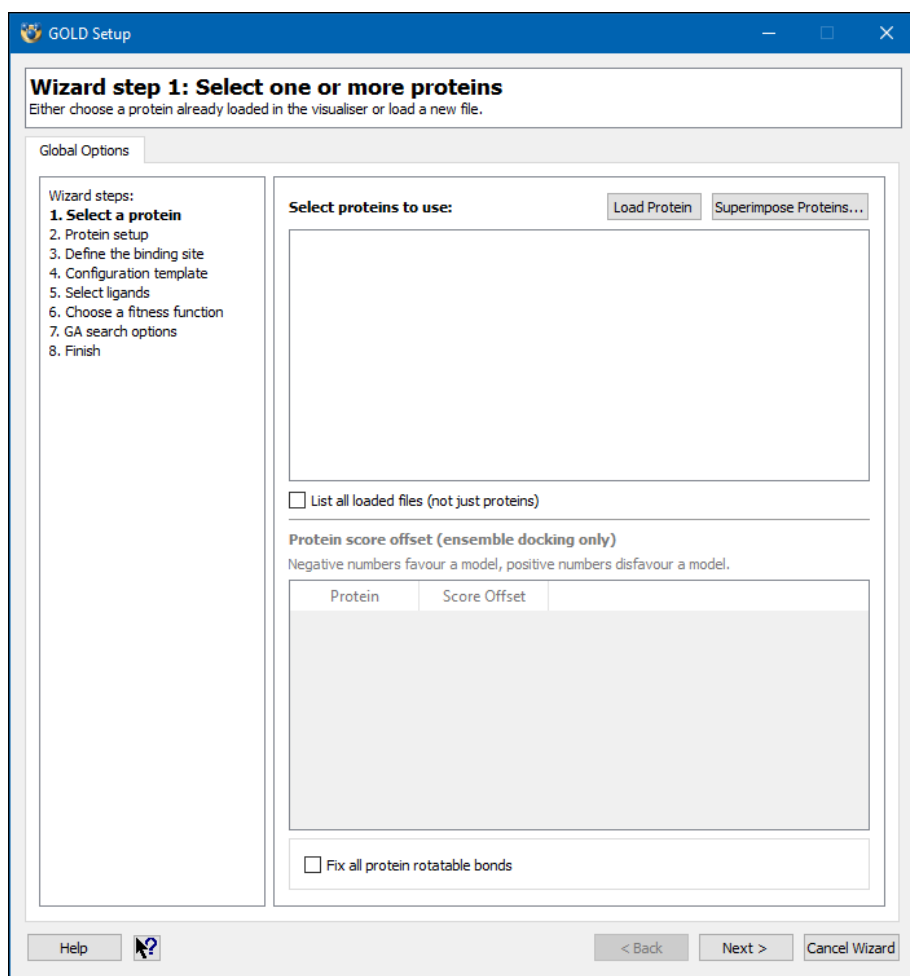 GOLD Setup
Wizard step 1: Select one or more proteins
Either choose a protein already loaded in the visualiser or load a new file.
Global Options
Wizard steps:
1. Select a protein
2. Protein setup
3. Define the binding site
4. Configuration template
5. Select ligands
6. Choose a fitness function
7. GA search options
8. Finish
Select proteins to use:
Load Protein
Superimpose Proteins...
List all loaded files (not just proteins)
Protein score offset (ensemble docking only)
Negative numbers favour a model, positive numbers disfavour a model.
Protein
Score Offset
Fix all protein rotatable bonds
Help
?
< Back
Next >
Cancel Wizard